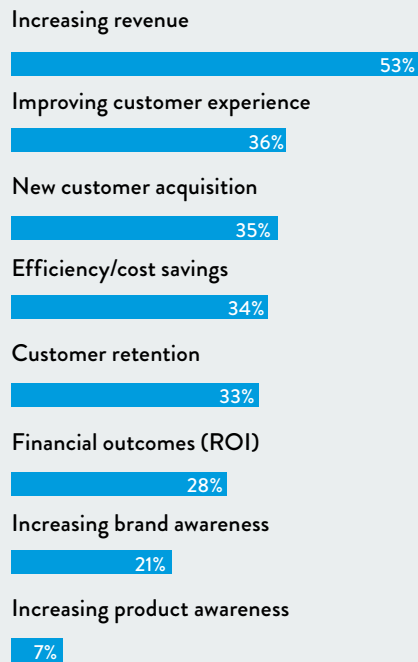 Increasing revenue
53%
Improving customer experience
36%
New customer acquisition
35%
Efficiency/cost savings
34%
Customer retention
33%
Financial outcomes (ROI)
28%
Increasing brand awareness
21%
Increasing product awareness
7%